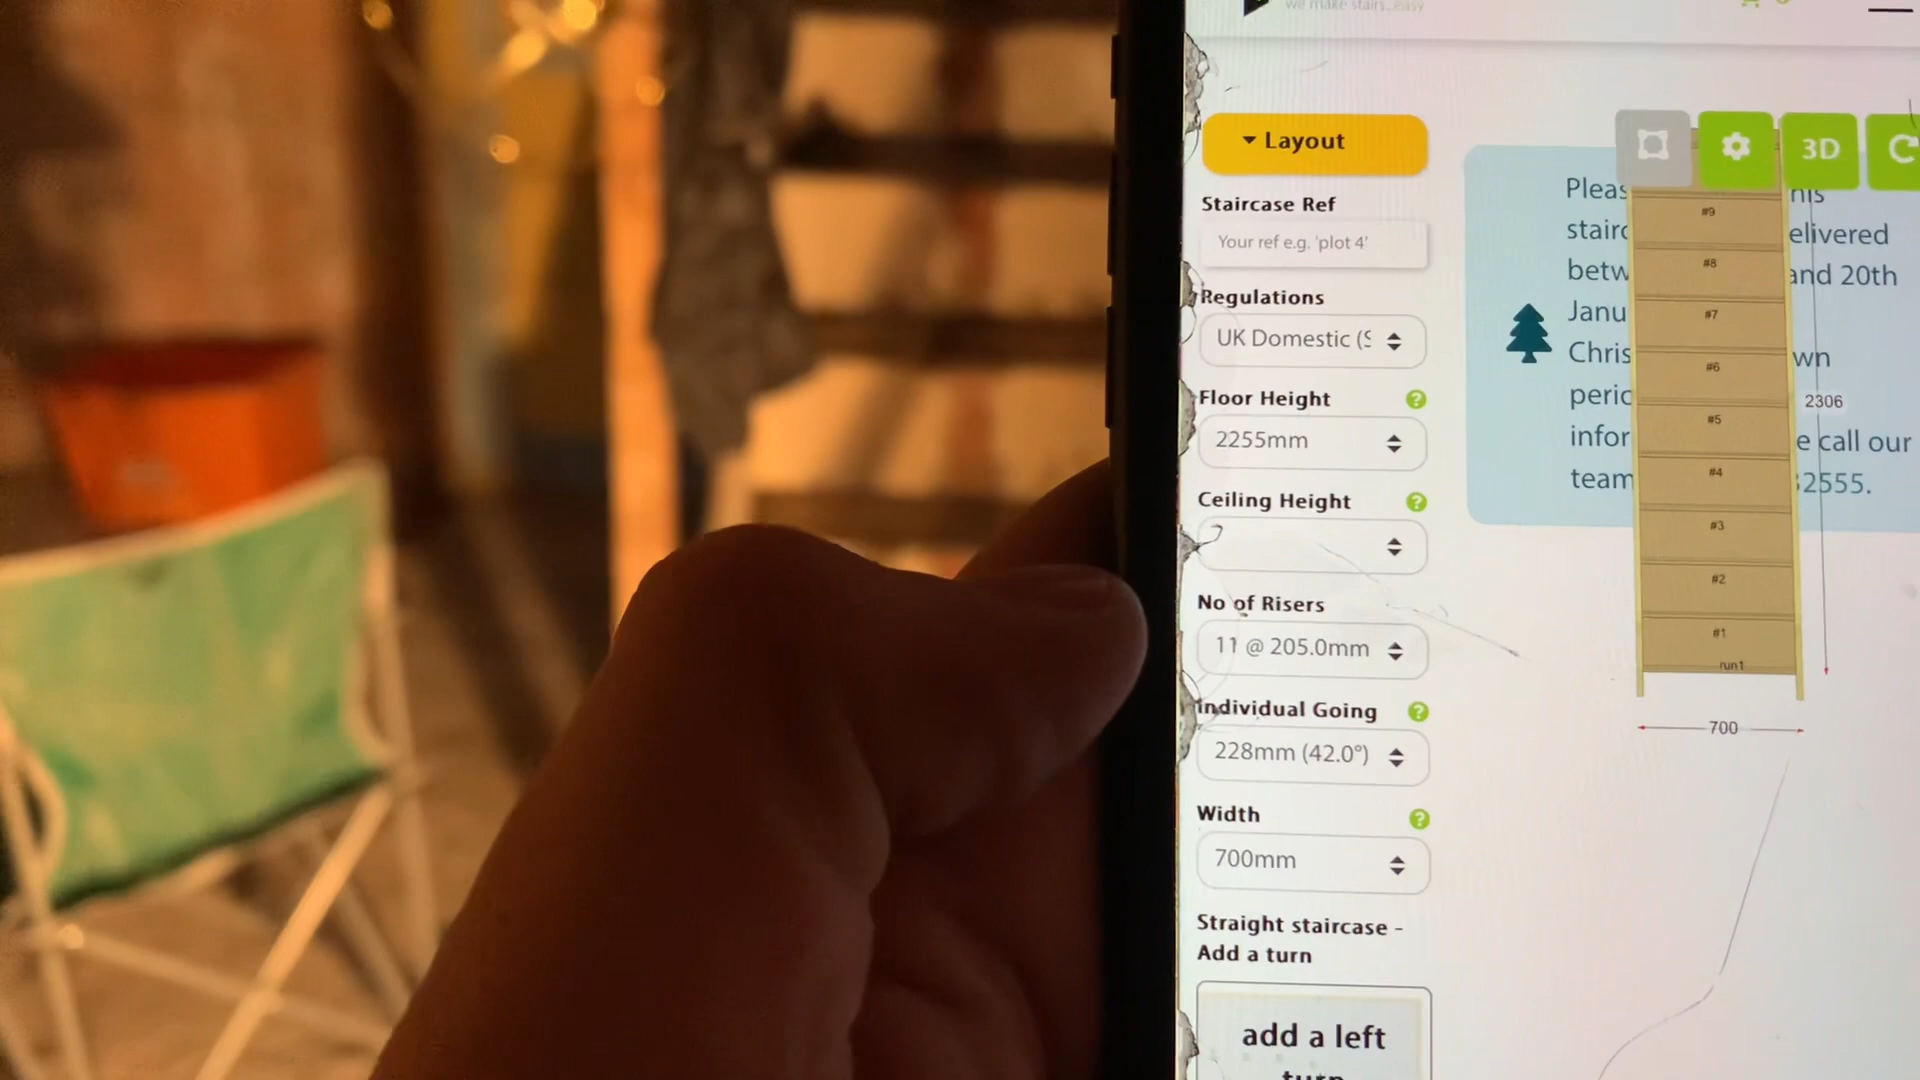 we make stairs..easy
Layout
3D
Staircase Ref
Your ref e.g. 'plot 4'
Regulations
UK Domestic (S
Floor Height
?
2255mm
Ceiling Height
?
No of Risers
11 @ 205.0mm
Individual Going
?
228mm (42.0°)
Width
?
700mm
Straight staircase -
Add a turn
add a left
turn
Pleas his
stairc elivered
betw and 20th
Janu
Chris wn
peric
infor e call our
team 2555.
#9
#8
#7
#6
#5
#4
#3
#2
#1
run1
2306
700